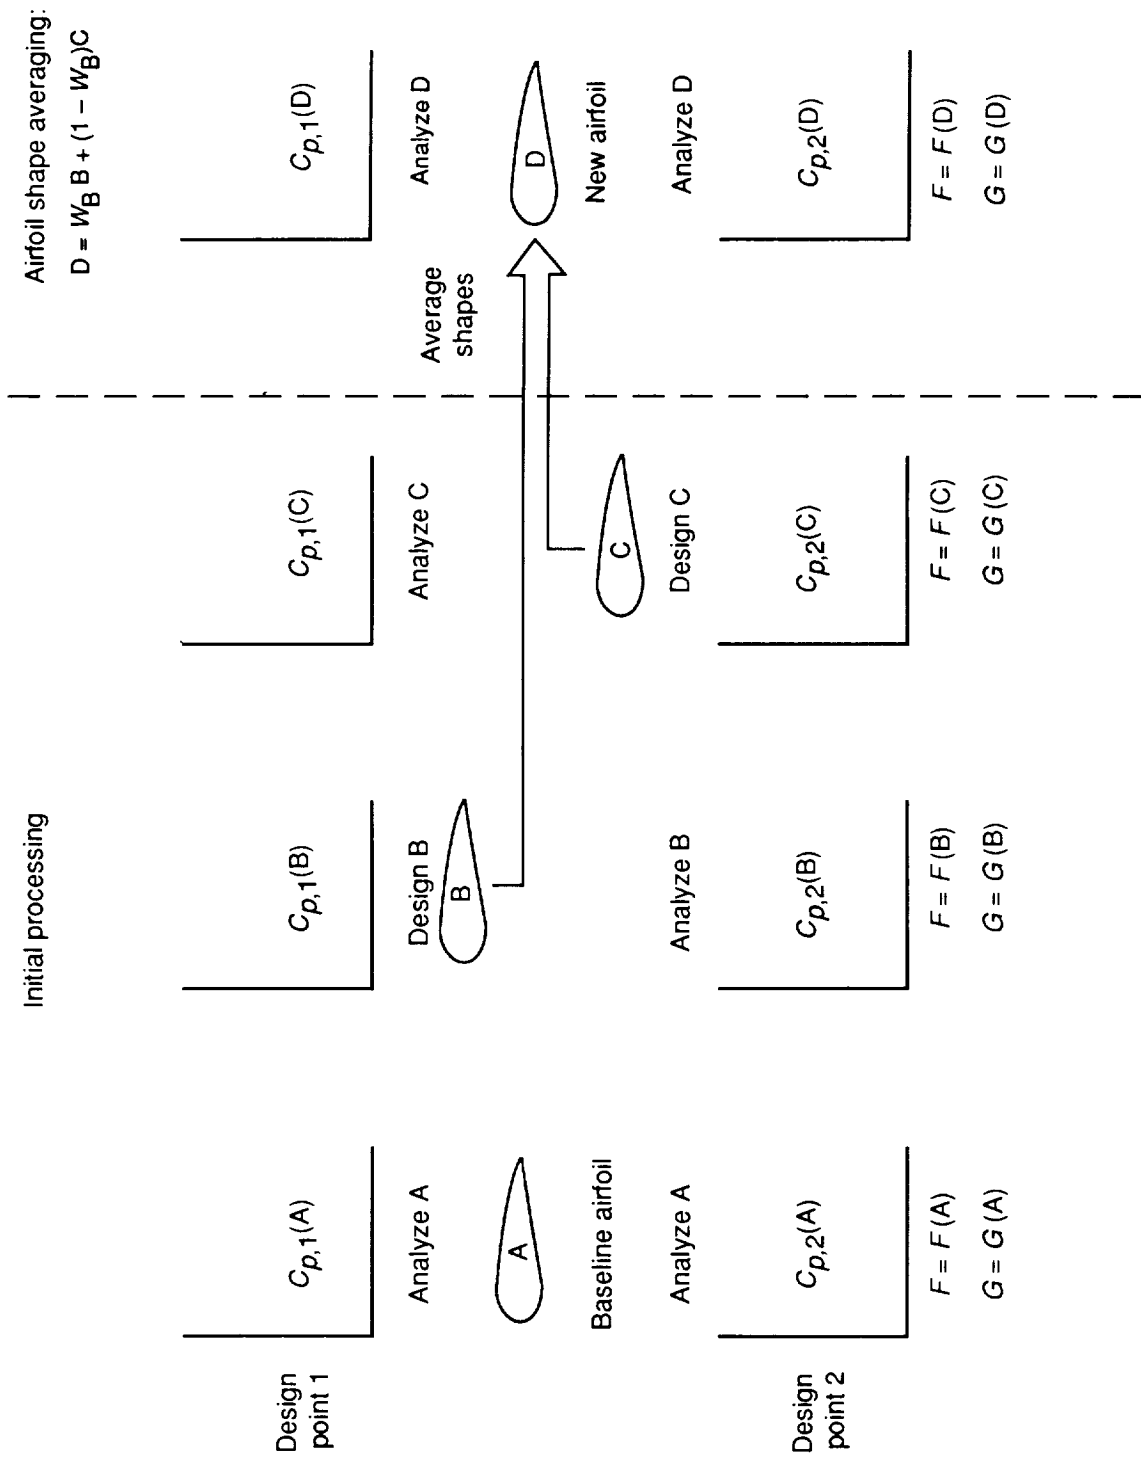 Initial processing
Airfoil shape averaging:
D = W_B B + (1 – W_B)C
Design
point 1
C_p,1(A)
C_p,1(B)
C_p,1(C)
C_p,1(D)
Analyze A
Design B
Analyze C
Analyze D
B
Average
shapes
A
D
Baseline airfoil
C
New airfoil
Analyze A
Analyze B
Design C
Analyze D
Design
point 2
C_p,2(A)
C_p,2(B)
C_p,2(C)
C_p,2(D)
F = F(A)
F = F(B)
F = F(C)
F = F(D)
G = G(A)
G = G(B)
G = G(C)
G = G(D)